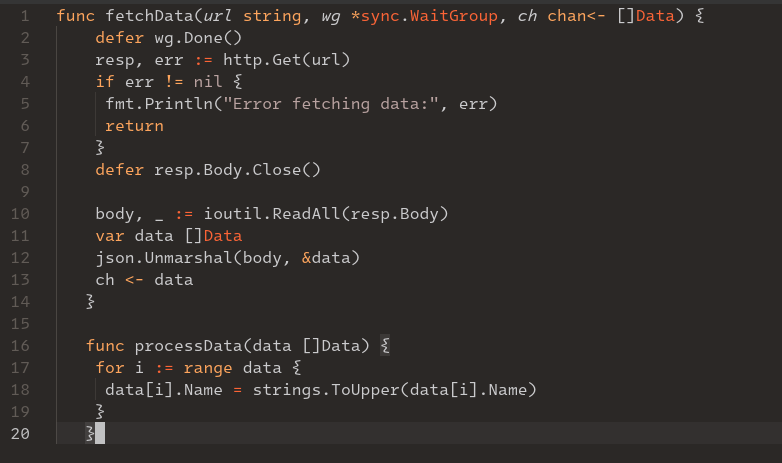 1 func fetchData(url string, wg *sync.WaitGroup, ch chan<- []Data) {
2 defer wg.Done()
3 resp, err := http.Get(url)
4 if err != nil {
5 fmt.Println("Error fetching data:", err)
6 return
7 }
8 defer resp.Body.Close()
9
10 body, _ := ioutil.ReadAll(resp.Body)
11 var data []Data
12 json.Unmarshal(body, &data)
13 ch <- data
14 }
15
16 func processData(data []Data) {
17 for i := range data {
18 data[i].Name = strings.ToUpper(data[i].Name)
19 }
20 }